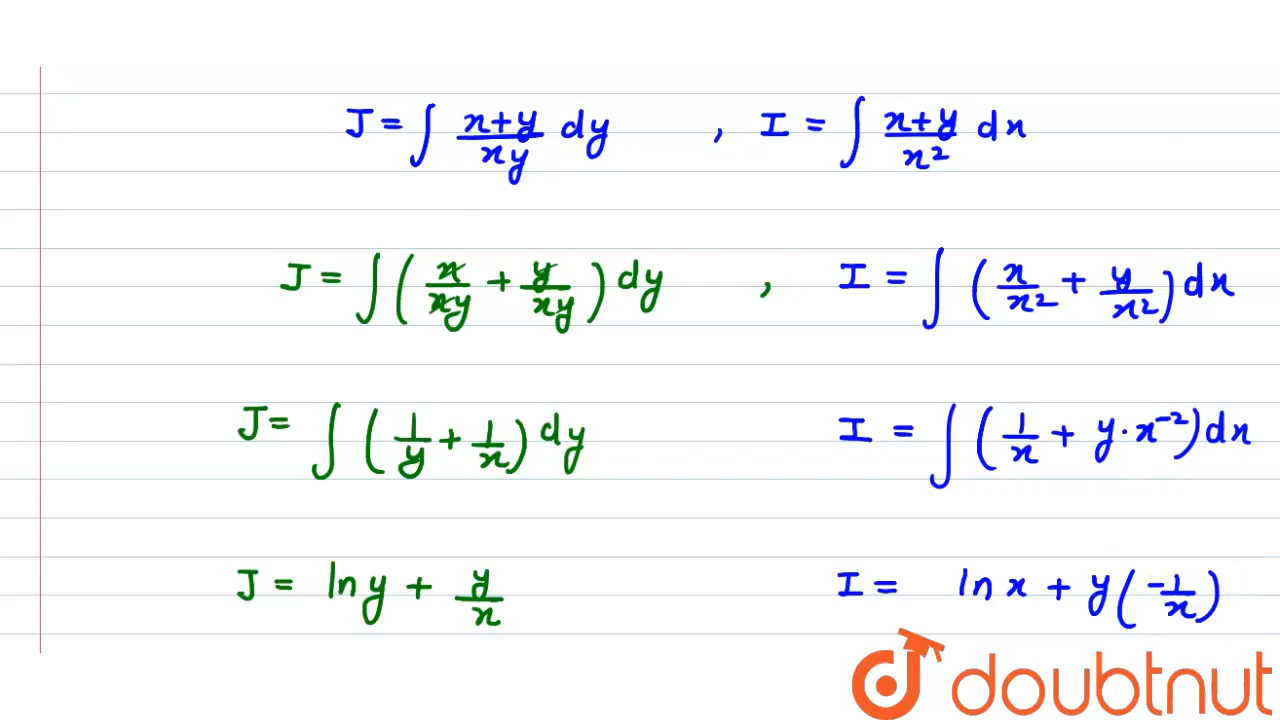 J = ∫ (x+y)/(xy) dy , I = ∫ (x+y)/x² dx
J = ∫ (x/(xy) + y/(xy)) dy , I = ∫ (x/x² + y/x²) dx
J = ∫ (1/y + 1/x) dy I = ∫ (1/x + y·x⁻²) dx
J = ln y + y/x I = ln x + y(-1/x)
doubtnut